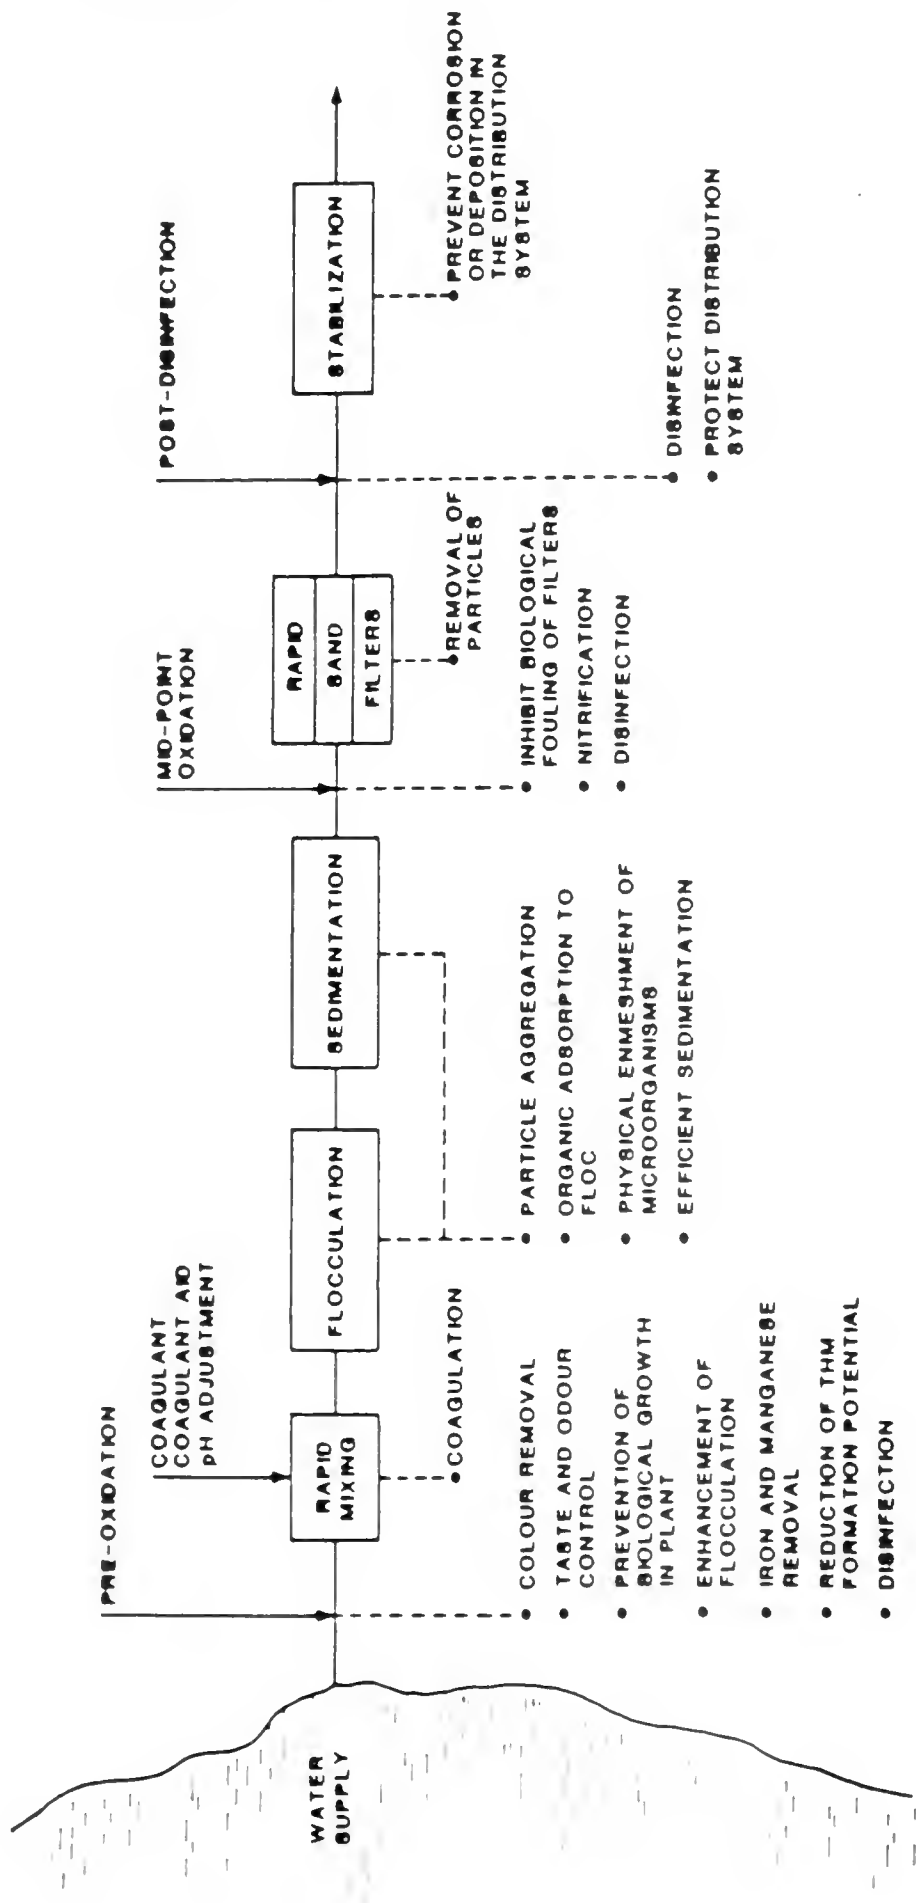 PRE-OXIDATION
COAGULANT
COAGULANT AID
pH ADJUSTMENT
MID-POINT
OXIDATION
POST-DISINFECTION
WATER
SUPPLY
RAPID
MIXING
FLOCCULATION
SEDIMENTATION
RAPID
SAND
FILTERS
STABILIZATION
• COAGULATION
• REMOVAL OF
PARTICLES
• PREVENT CORROSION
OR DEPOSITION IN
THE DISTRIBUTION
SYSTEM
• COLOUR REMOVAL
• TASTE AND ODOUR
CONTROL
• PREVENTION OF
BIOLOGICAL GROWTH
IN PLANT
• ENHANCEMENT OF
FLOCCULATION
• IRON AND MANGANESE
REMOVAL
• REDUCTION OF THM
FORMATION POTENTIAL
• DISINFECTION
• PARTICLE AGGREGATION
• ORGANIC ADSORPTION TO
FLOC
• PHYSICAL ENMESHMENT OF
MICROORGANISMS
• EFFICIENT SEDIMENTATION
• INHIBIT BIOLOGICAL
FOULING OF FILTERS
• NITRIFICATION
• DISINFECTION
• DISINFECTION
• PROTECT DISTRIBUTION
SYSTEM